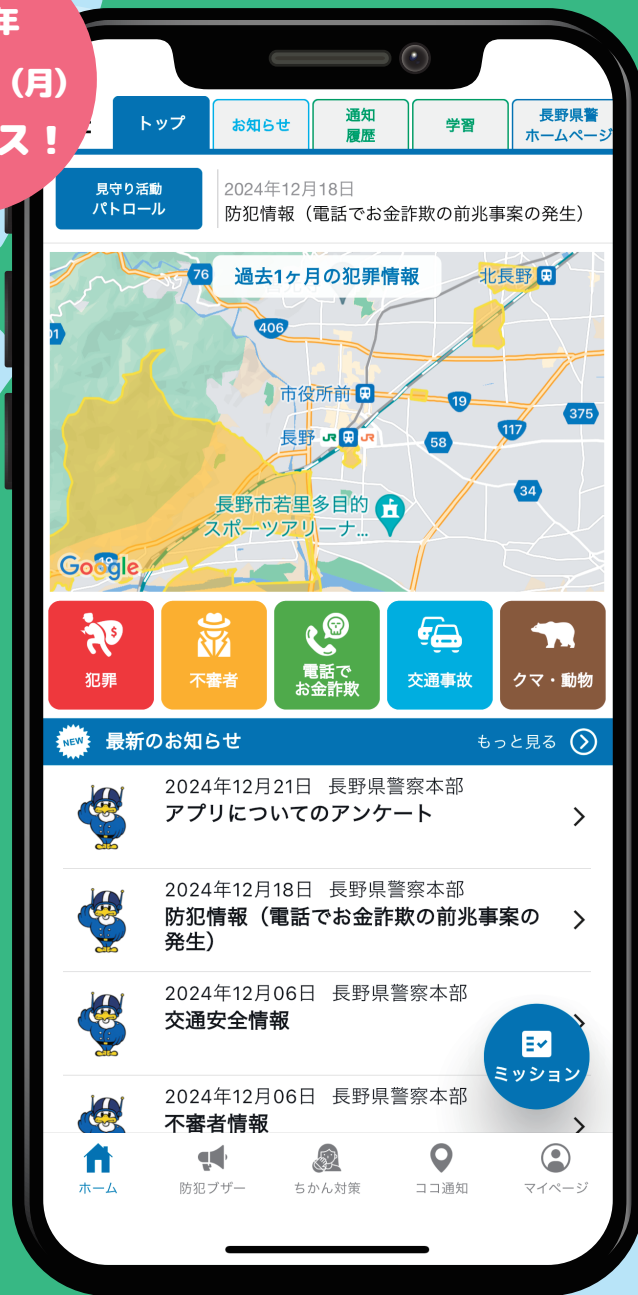 年
（月）
ス！
トップ
お知らせ
通知
履歴
学習
長野県警
ホームページ
見守り活動
パトロール
2024年12月18日
防犯情報（電話でお金詐欺の前兆事案の発生）
過去1ヶ月の犯罪情報
76
北長野
406
市役所前
19
375
117
長野
JR
JR
58
34
長野市若里多目的
スポーツアリーナ...
Google
犯罪
不審者
電話で
お金詐欺
交通事故
クマ・動物
NEW
最新のお知らせ
もっと見る
2024年12月21日 長野県警察本部
アプリについてのアンケート
2024年12月18日 長野県警察本部
防犯情報（電話でお金詐欺の前兆事案の
発生）
2024年12月06日 長野県警察本部
交通安全情報
ミッション
2024年12月06日 長野県警察本部
不審者情報
ホーム
防犯ブザー
ちかん対策
ココ通知
マイページ